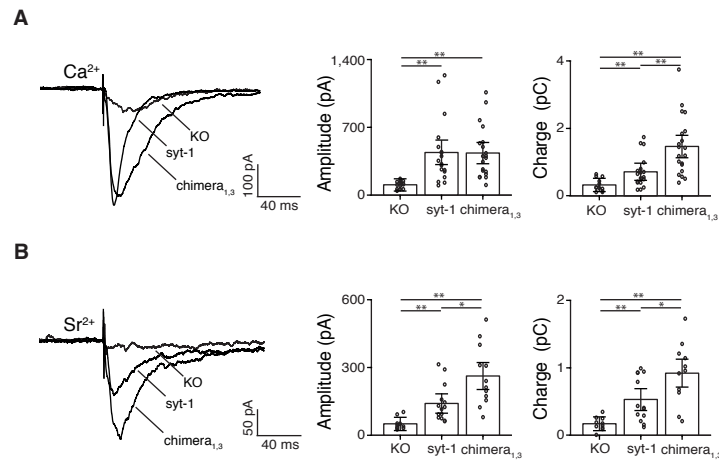 A
Ca2+
KO
syt-1
chimera1,3
100 pA
40 ms
Amplitude (pA)
1,400
700
0
**
**
KO syt-1 chimera1,3
Charge (pC)
4
2
0
**
** **
KO syt-1 chimera1,3
B
Sr2+
KO
syt-1
chimera1,3
50 pA
40 ms
Amplitude (pA)
600
300
0
**
** *
KO syt-1 chimera1,3
Charge (pC)
2
1
0
**
** *
KO syt-1 chimera1,3